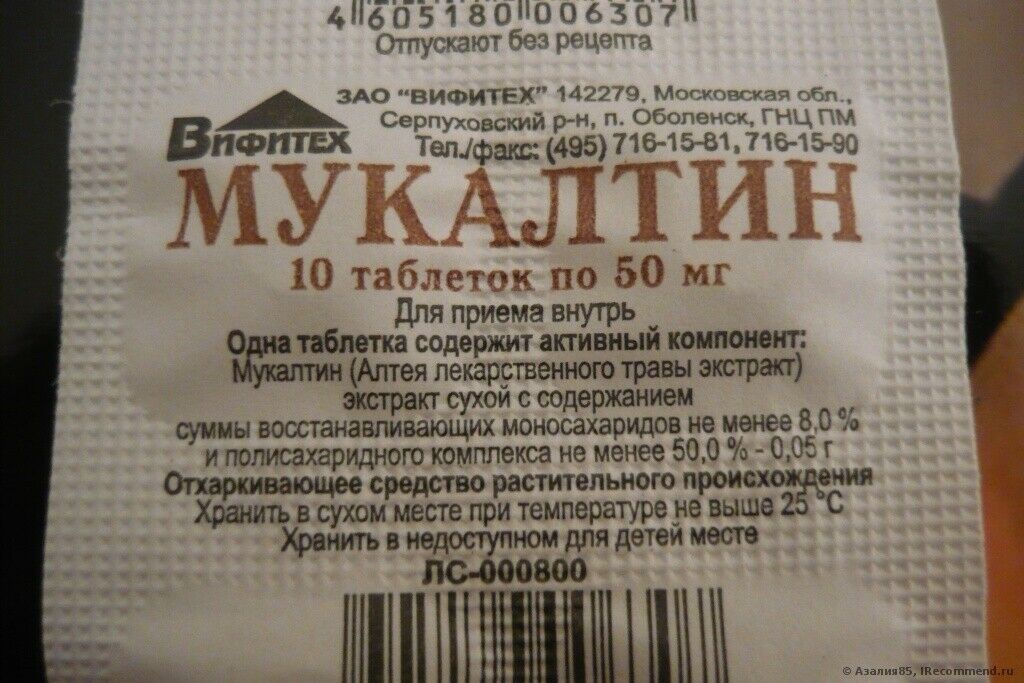 4 605180 006307
Отпускают без рецепта
ВИФИТЕХ
ЗАО "ВИФИТЕХ" 142279, Московская обл.,
Серпуховский р-н, п. Оболенск, ГНЦ ПМ
Тел./факс: (495) 716-15-81, 716-15-90
МУКАЛТИН
10 таблеток по 50 мг
Для приема внутрь
Одна таблетка содержит активный компонент:
Мукалтин (Алтея лекарственного травы экстракт)
экстракт сухой с содержанием
суммы восстанавливающих моносахаридов не менее 8,0 %
и полисахаридного комплекса не менее 50,0 % - 0,05 г
Отхаркивающее средство растительного происхождения
Хранить в сухом месте при температуре не выше 25 °С
Хранить в недоступном для детей месте
ЛС-000800
© Азалия85, IRecommend.ru